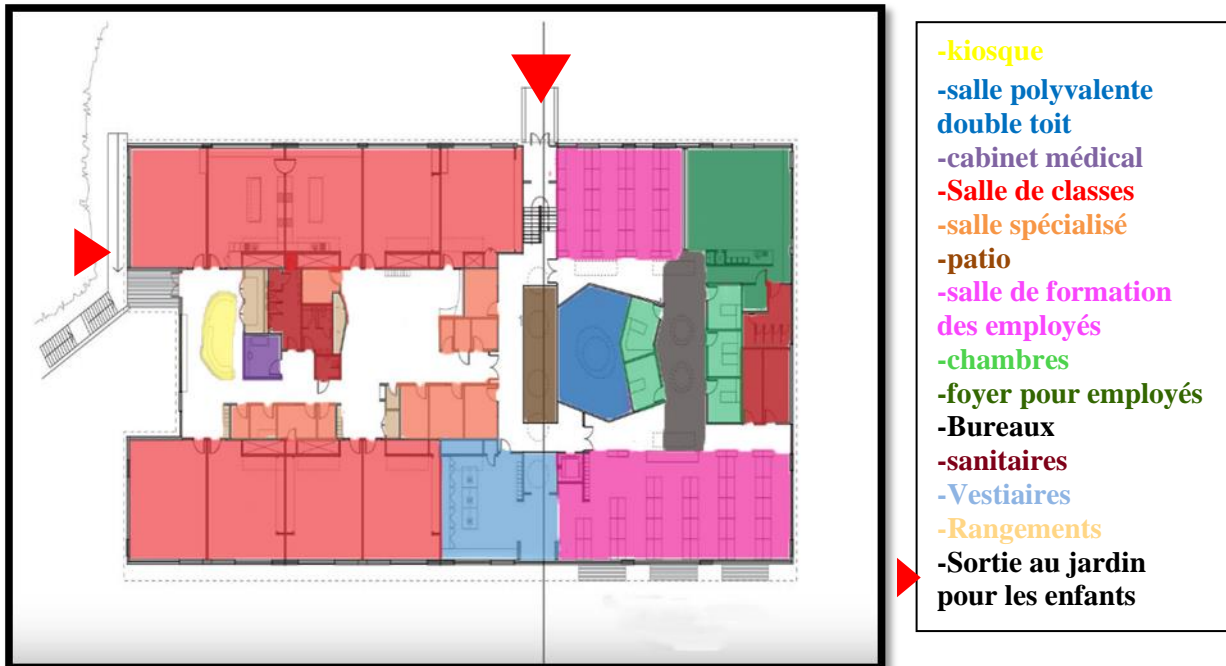 -kiosque
-salle polyvalente
double toit
-cabinet médical
-Salle de classes
-salle spécialisé
-patio
-salle de formation
des employés
-chambres
-foyer pour employés
-Bureaux
-sanitaires
-Vestiaires
-Rangements
-Sortie au jardin
pour les enfants